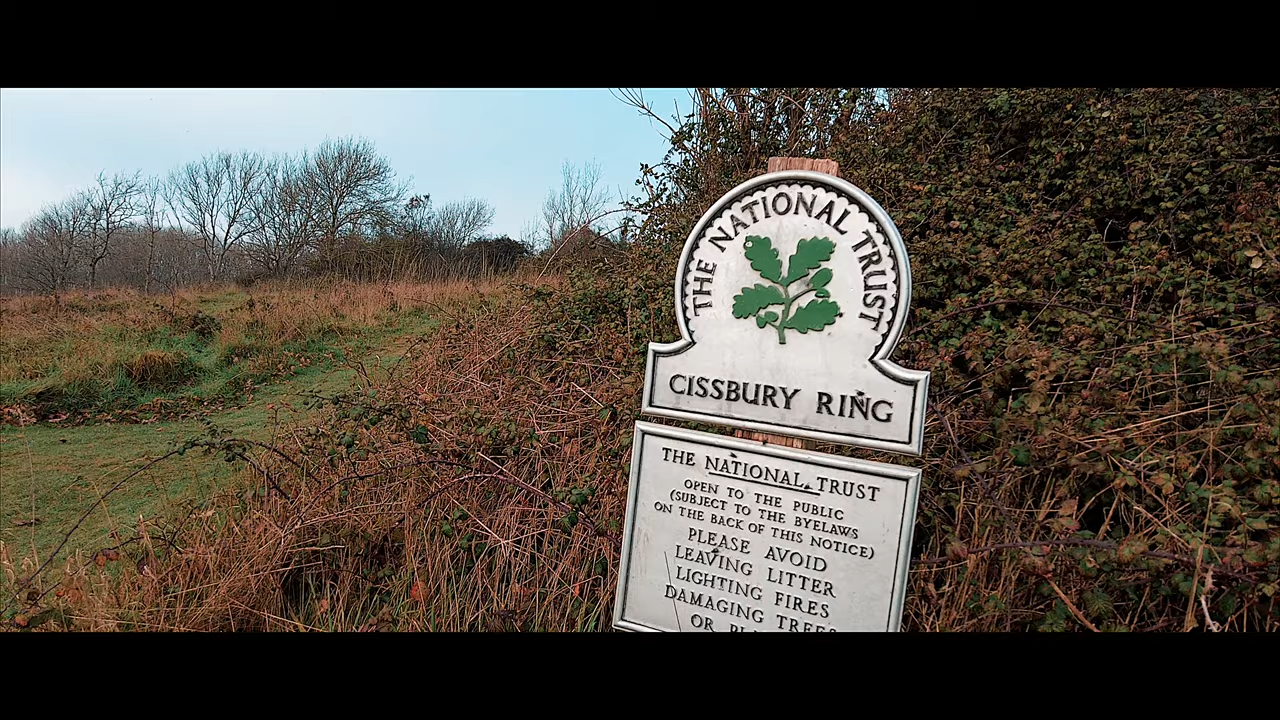 THE NATIONAL TRUST
CISSBURY RING
THE NATIONAL TRUST
OPEN TO THE PUBLIC
(SUBJECT TO THE BYELAWS
ON THE BACK OF THIS NOTICE)
PLEASE AVOID
LEAVING LITTER
LIGHTING FIRES
DAMAGING TREES
OR